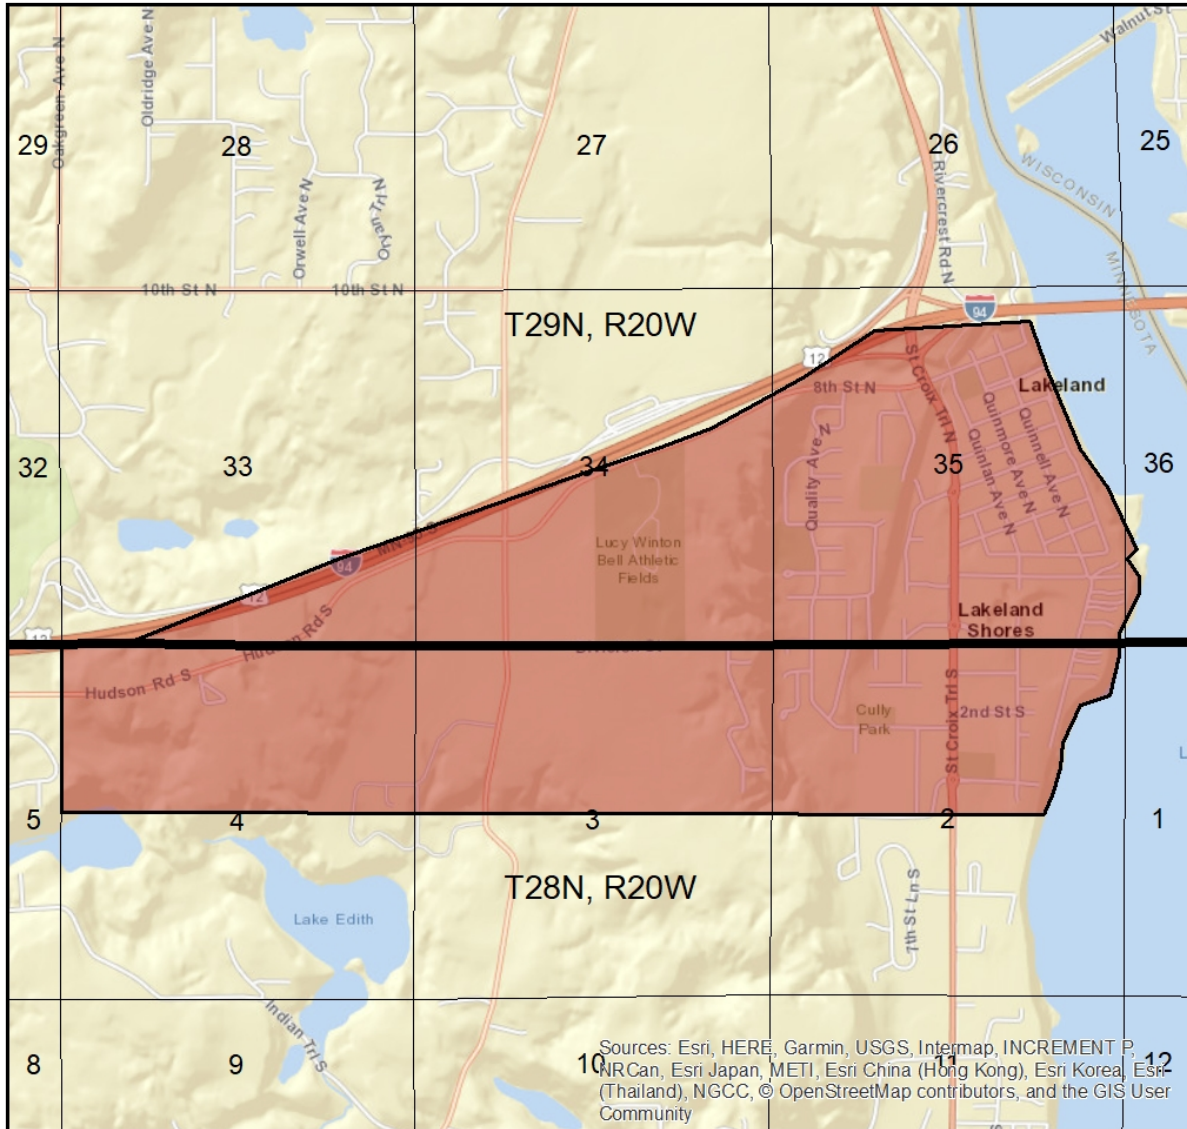 Oakgreen Ave N
Oldridge Ave N
Walnut St
29
28
27
26
25
Orwell Ave N
Oryan Trl N
Rivercrest Rd N
WISCONSIN
MINNESOTA
10th St N
10th St N
T29N, R20W
94
12
8th St N
St Croix Trl N
Lakeland
Quinnell Ave N
Quinmore Ave N
Quinlan Ave N
Quality Ave N
32
33
34
35
36
94
12
12
Lucy Winton
Bell Athletic
Fields
Lakeland
Shores
Hudson Rd S
Hudson Rd S
St Croix Trl S
Cully
Park
2nd St S
5
4
3
2
1
T28N, R20W
7th St Ln S
Lake Edith
Indian Trl S
8
9
10
11
12
Sources: Esri, HERE, Garmin, USGS, Intermap, INCREMENT P,
NRCan, Esri Japan, METI, Esri China (Hong Kong), Esri Korea, Esri
(Thailand), NGCC, © OpenStreetMap contributors, and the GIS User
Community